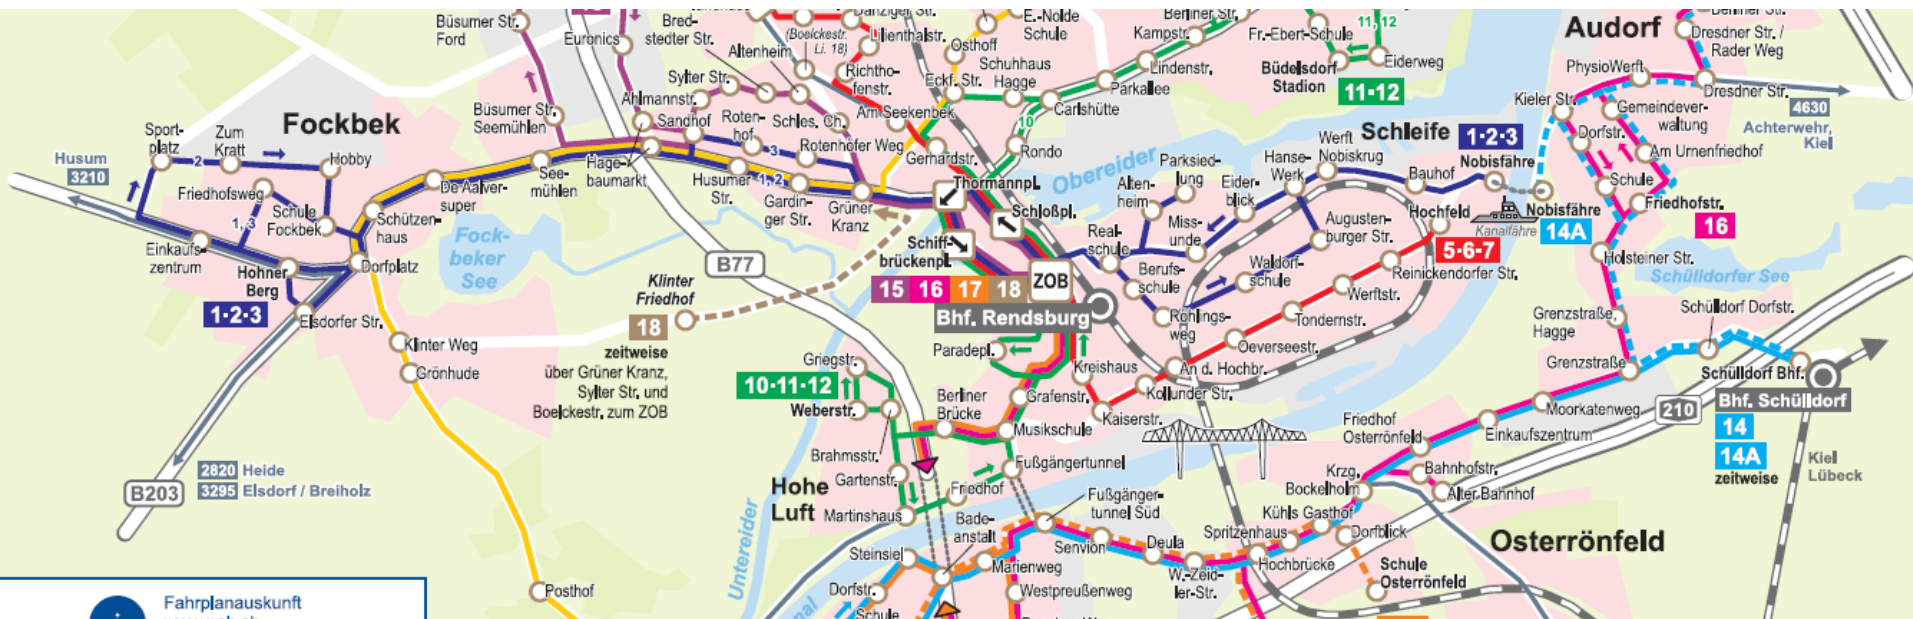 Büsumer Str.
Ford
Euronics
Bred-
stedter Str.
Altenheim
(Boelckestr.
Li. 18)
Danziger Str.
Lilienthalstr.
E.-Nolde
Schule
Osthoff
Schuhhaus
Hagge
Berliner Str.
Kampstr.
Lindenstr.
Parkallee
Fr.-Ebert-Schule
11, 12
Eiderweg
Büdelsdorf
Stadion
11·12
Audorf
Berliner Str.
Dresdner Str. /
Rader Weg
PhysioWerft
Dresdner Str.
4630
Achterwehr,
Kiel
Kieler Str.
Gemeindever-
waltung
Dorfstr.
Am Urnenfriedhof
Schule
Friedhofstr.
16
Holsteiner Str.
Schülldorfer See
Fockbek
Büsumer Str.
Seemühlen
Sylter Str.
Ahlmannstr.
Sandhof
Roten-
hof
Schles. Ch.
Richtho-
fenstr.
Eckf. Str.
Am Seekenbek
Carlshütte
10
Rondo
Rotenhöfer Weg
3
Gerhardstr.
Thormannpl.
Schloßpl.
Schiff-
brückenpl.
Obereider
Sport-
platz
Zum
Kratt
2
Hobby
Husum
3210
Friedhofsweg
Schule
Fockbek
1, 3
De Aalver-
super
See-
mühlen
Hage-
baumarkt
Husumer
Str.
1, 2
Gardin-
ger Str.
Grüner
Kranz
Schützen-
haus
Einkaufs-
zentrum
Hohner
Berg
1·2·3
Dorfplatz
Elsdorfer Str.
Fock-
beker
See
B77
Klinter
Friedhof
18
zeitweise
über Grüner Kranz,
Sylter Str. und
Boelckestr. zum ZOB
Klinter Weg
Grönhude
2820 Heide
3295 Elsdorf / Breiholz
B203
Posthof
15 16 17 18
ZOB
Bhf. Rendsburg
Paradepl.
Kreishaus
Schleife
1·2·3
Werft
Nobiskrug
Hanse-
Werk
Parksied-
lung
Alten-
heim
Eider-
blick
Miss-
unde
Real-
schule
Berufs-
schule
Röhlings-
weg
Waldorf-
schule
Augusten-
burger Str.
Bauhof
Nobisfähre
Hochfeld
5·6·7
Kanalfähre
Nobisfähre
14A
Reinickendorfer Str.
Werftstr.
Tondernstr.
Oeverseestr.
An d. Hochbr.
Kollunder Str.
Kaiserstr.
Griegstr.
10·11·12
Weberstr.
Berliner
Brücke
Grafenstr.
Musikschule
Brahmsstr.
Gartenstr.
Fußgängertunnel
Friedhof
Hohe
Luft
Martinshaus
Bade-
anstalt
Fußgänger-
tunnel Süd
Untereider
Steinsiel
Dorfstr.
Schule
Marienweg
Westpreußenweg
Senvion
Deula
W.-Zeid-
ler-Str.
Spritzenhaus
Hochbrücke
Kühls Gasthof
Dorfblick
Schule
Osterrönfeld
Osterrönfeld
Krzg.
Bockelholm
Bahnhofstr.
Alter Bahnhof
Friedhof
Osterrönfeld
Einkaufszentrum
Moorkatenweg
Grenzstraße,
Hagge
Grenzstraße
Schülldorf Dorfstr.
Schülldorf Bhf.
Bhf. Schülldorf
210
14
14A
zeitweise
Kiel
Lübeck
Fahrplanauskunft